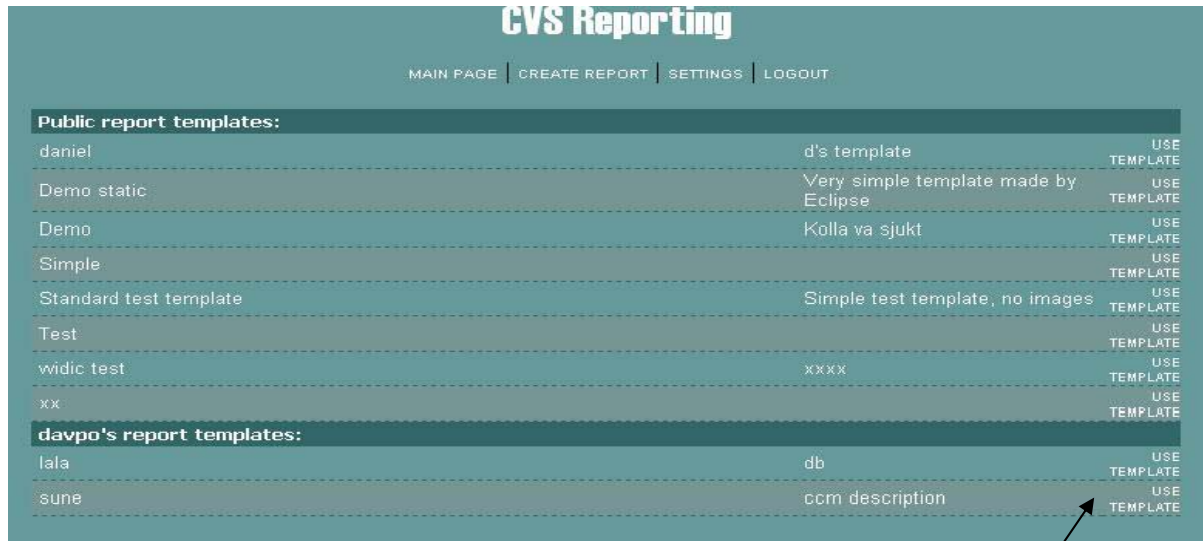 CVS Reporting
MAIN PAGE | CREATE REPORT | SETTINGS | LOGOUT
Public report templates:
daniel d's template USE TEMPLATE
Demo static Very simple template made by Eclipse USE TEMPLATE
Demo Kolla va sjukt USE TEMPLATE
Simple USE TEMPLATE
Standard test template Simple test template, no images USE TEMPLATE
Test USE TEMPLATE
widic test xxxx USE TEMPLATE
xx USE TEMPLATE
davpo's report templates:
lala db USE TEMPLATE
sune ccm description USE TEMPLATE